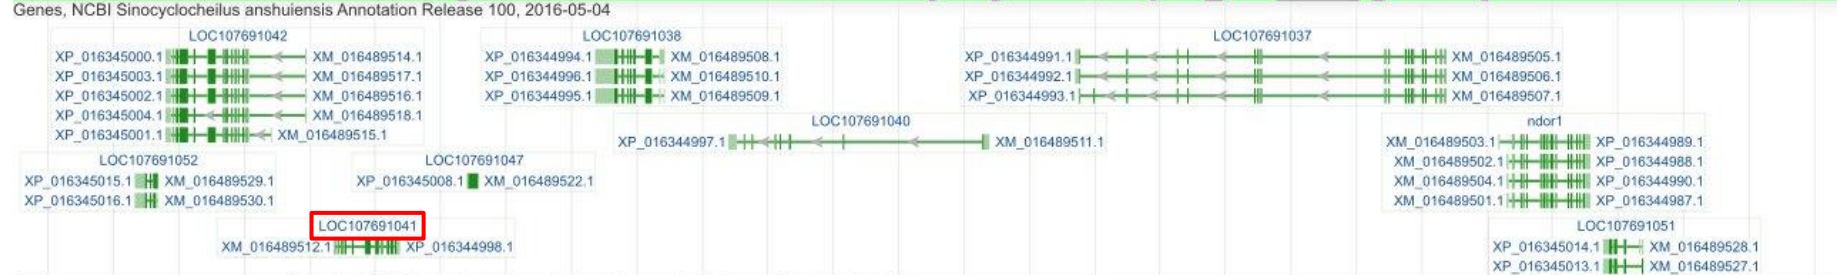 Genes, NCBI Sinocyclocheilus anshuiensis Annotation Release 100, 2016-05-04
LOC107691042
XP_016345000.1 XM_016489514.1
XP_016345003.1 XM_016489517.1
XP_016345002.1 XM_016489516.1
XP_016345004.1 XM_016489518.1
XP_016345001.1 XM_016489515.1
LOC107691038
XP_016344994.1 XM_016489508.1
XP_016344996.1 XM_016489510.1
XP_016344995.1 XM_016489509.1
LOC107691037
XP_016344991.1 XM_016489505.1
XP_016344992.1 XM_016489506.1
XP_016344993.1 XM_016489507.1
LOC107691040
XP_016344997.1 XM_016489511.1
ndor1
XM_016489503.1 XP_016344989.1
XM_016489502.1 XP_016344988.1
XM_016489504.1 XP_016344990.1
XM_016489501.1 XP_016344987.1
LOC107691052
XP_016345015.1 XM_016489529.1
XP_016345016.1 XM_016489530.1
LOC107691047
XP_016345008.1 XM_016489522.1
LOC107691041
XM_016489512.1 XP_016344998.1
LOC107691051
XP_016345014.1 XM_016489528.1
XP_016345013.1 XM_016489527.1